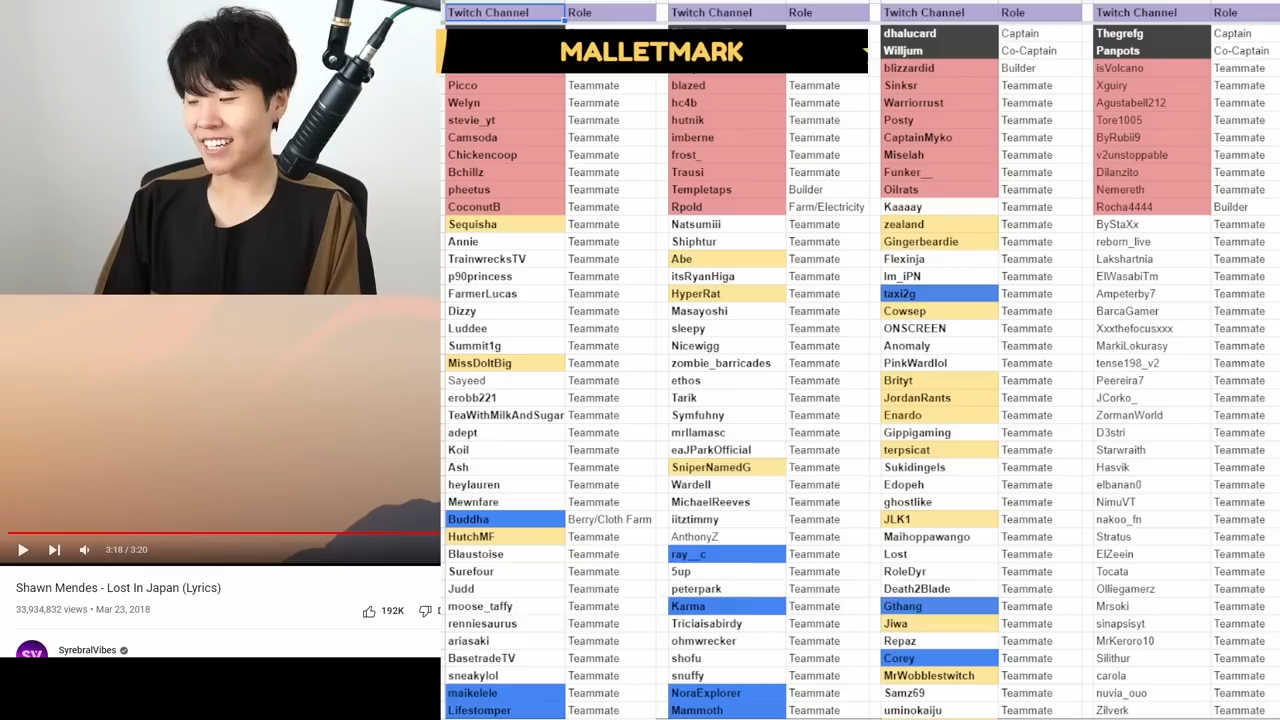 Twitch Channel Role Twitch Channel Role Twitch Channel Role Twitch Channel Role
MALLETMARK dhalucard Captain Thegrefg Captain
Willjum Co-Captain Panpots Co-Captain
blizzardid Builder isVolcano Teammate
Picco Teammate blazed Teammate Sinksr Teammate Xguiry Teammate
Welyn Teammate hc4b Teammate Warriorrust Teammate Agustabell212 Teammate
stevie_yt Teammate hutnik Teammate Posty Teammate Tore1005 Teammate
Camsoda Teammate imberne Teammate CaptainMyko Teammate ByRubii9 Teammate
Chickencoop Teammate frost_ Teammate Miselah Teammate v2unstoppable Teammate
Bchillz Teammate Trausi Teammate Funker__ Teammate Dilanzito Teammate
pheetus Teammate Templetaps Builder Oilrats Teammate Nemereth Teammate
CoconutB Teammate Rpold Farm/Electricity Kaaaay Teammate Rocha4444 Builder
Sequisha Teammate Natsumiii Teammate zealand Teammate ByStaXx Teammate
Annie Teammate Shiphtur Teammate Gingerbeardie Teammate reborn_live Teammate
TrainwrecksTV Teammate Abe Teammate Flexinja Teammate Lakshartnia Teammate
p90princess Teammate itsRyanHiga Teammate Im_iPN Teammate ElWasabiTm Teammate
FarmerLucas Teammate HyperRat Teammate taxi2g Teammate Ampeterby7 Teammate
Dizzy Teammate Masayoshi Teammate Cowsep Teammate BarcaGamer Teammate
Luddee Teammate sleepy Teammate ONSCREEN Teammate Xxxthefocusxxx Teammate
Summit1g Teammate Nicewigg Teammate Anomaly Teammate MarkiLokurasy Teammate
MissDoItBig Teammate zombie_barricades Teammate PinkWardlol Teammate tense198_v2 Teammate
Sayeed Teammate ethos Teammate Brityt Teammate Peereira7 Teammate
erobb221 Teammate Tarik Teammate JordanRants Teammate JCorko_ Teammate
TeaWithMilkAndSugar Teammate Symfuhny Teammate Enardo Teammate ZormanWorld Teammate
adept Teammate mrllamasc Teammate Gippigaming Teammate D3stri Teammate
Koil Teammate eaJParkOfficial Teammate terpsicat Teammate Starwraith Teammate
Ash Teammate SniperNamedG Teammate Sukidingels Teammate Hasvik Teammate
heylauren Teammate Wardell Teammate Edopeh Teammate elbanan0 Teammate
Mewnfare Teammate MichaelReeves Teammate ghostlike Teammate NimuVT Teammate
Buddha Berry/Cloth Farm iitztimmy Teammate JLK1 Teammate nakoo_fn Teammate
HutchMF Teammate AnthonyZ Teammate Maihoppawango Teammate Stratus Teammate
Blaustoise Teammate ray__c Teammate Lost Teammate ElZeein Teammate
Surefour Teammate 5up Teammate RoleDyr Teammate Tocata Teammate
Judd Teammate peterpark Teammate Death2Blade Teammate Olliegamerz Teammate
moose_taffy Teammate Karma Teammate Gthang Teammate Mrsoki Teammate
renniesaurus Teammate Triciaisabirdy Teammate Jiwa Teammate sinapsisyt Teammate
ariasaki Teammate ohmwrecker Teammate Repaz Teammate MrKeroro10 Teammate
BasetradeTV Teammate shofu Teammate Corey Teammate Silithur Teammate
sneakylol Teammate snuffy Teammate MrWobblestwitch Teammate carola Teammate
maikelele Teammate NoraExplorer Teammate Samz69 Teammate nuvia_ouo Teammate
Lifestomper Teammate Mammoth Teammate uminokaiju Teammate Zilverk Teammate
3:18 / 3:20
Shawn Mendes - Lost In Japan (Lyrics)
33,934,832 views • Mar 23, 2018 192K
SY SyrebralVibes